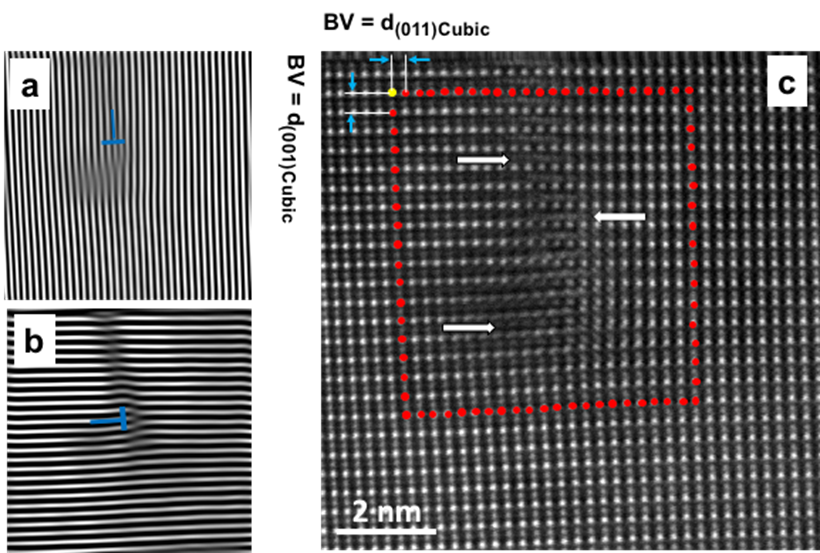 BV = d(011)Cubic
BV = d(001)Cubic
a
b
c
2 nm